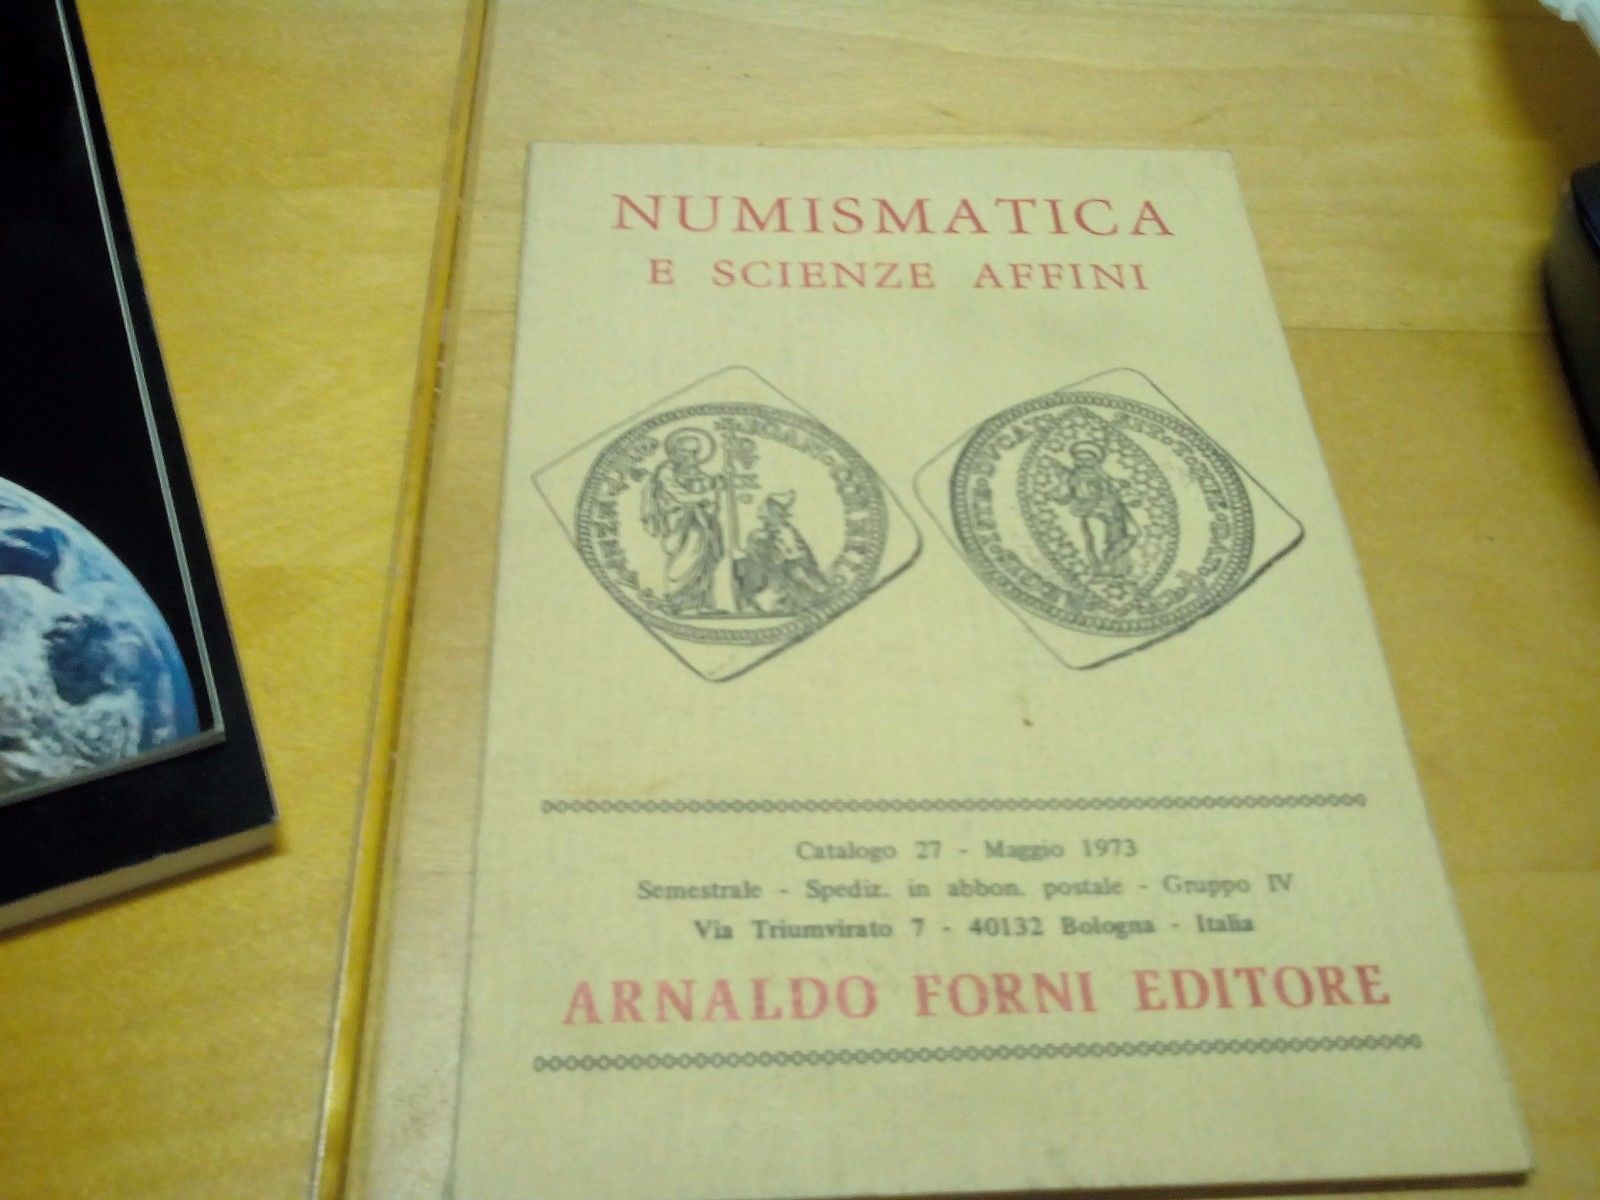 NUMISMATICA
E SCIENZE AFFINI
Catalogo 27 - Maggio 1973
Semestrale - Spediz. in abbon. postale - Gruppo IV
Via Triumvirato 7 - 40132 Bologna - Italia
ARNALDO FORNI EDITORE